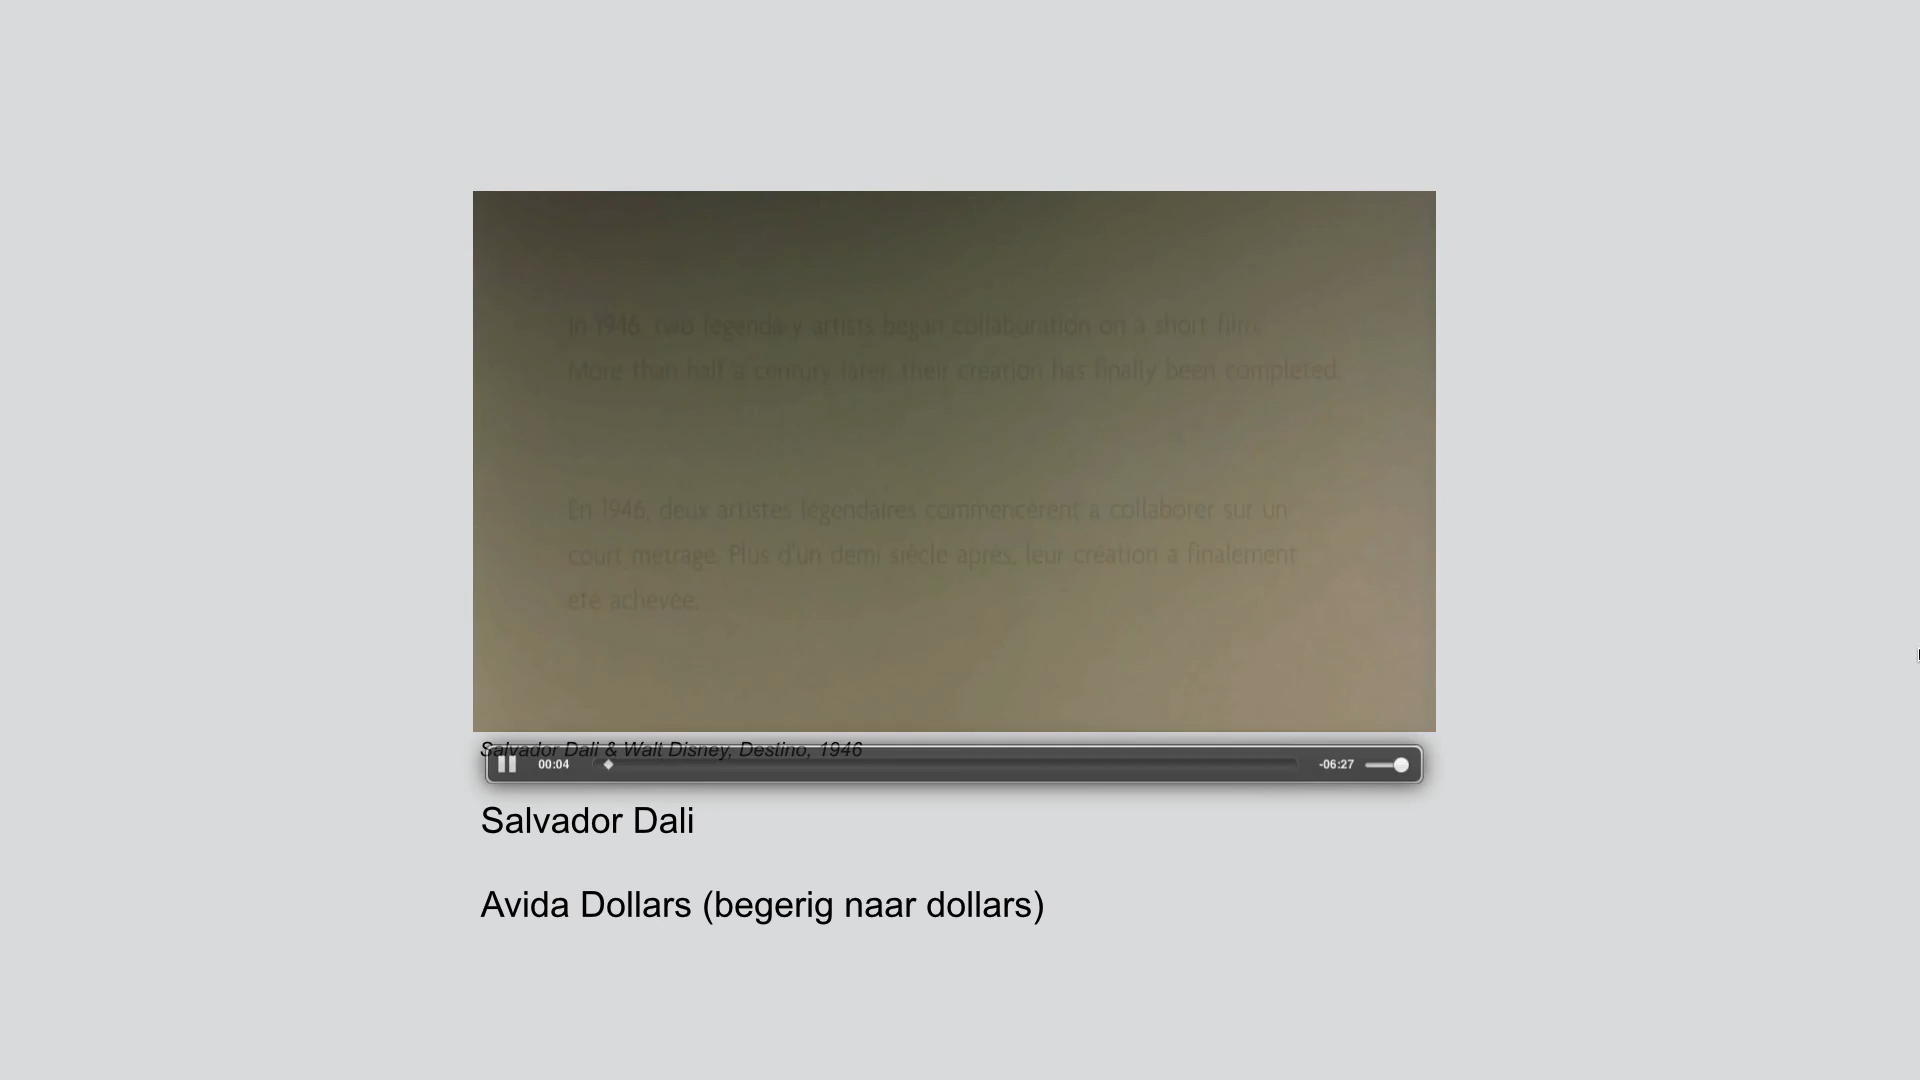 In 1946, two legendary artists began collaboration on a short film.
More than half a century later, their creation has finally been completed.
En 1946, deux artistes légendaires commencèrent à collaborer sur un
court métrage. Plus d'un demi siècle après, leur création a finalement
été achevée.
Salvador Dali & Walt Disney, Destino, 1946
00:04
-06:27
Salvador Dali
Avida Dollars (begerig naar dollars)